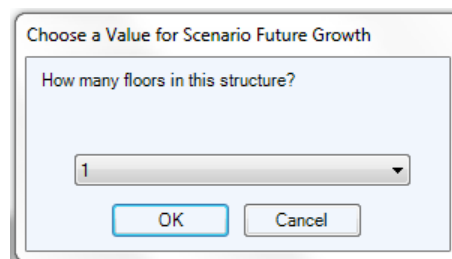 Choose a Value for Scenario Future Growth
How many floors in this structure?
1
OK Cancel